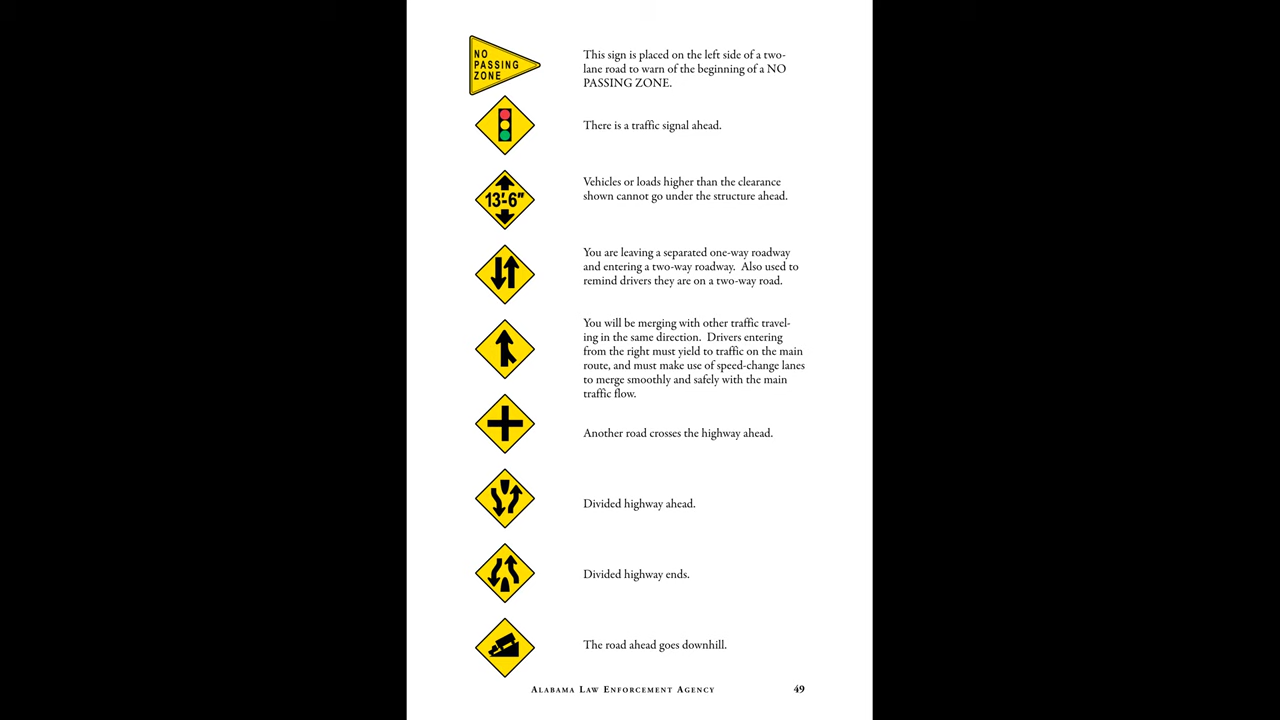 NO
PASSING
ZONE
This sign is placed on the left side of a two-
lane road to warn of the beginning of a NO
PASSING ZONE.
There is a traffic signal ahead.
13'-6"
Vehicles or loads higher than the clearance
shown cannot go under the structure ahead.
You are leaving a separated one-way roadway
and entering a two-way roadway.  Also used to
remind drivers they are on a two-way road.
You will be merging with other traffic travel-
ing in the same direction.  Drivers entering
from the right must yield to traffic on the main
route, and must make use of speed-change lanes
to merge smoothly and safely with the main
traffic flow.
Another road crosses the highway ahead.
Divided highway ahead.
Divided highway ends.
The road ahead goes downhill.
Alabama Law Enforcement Agency 49